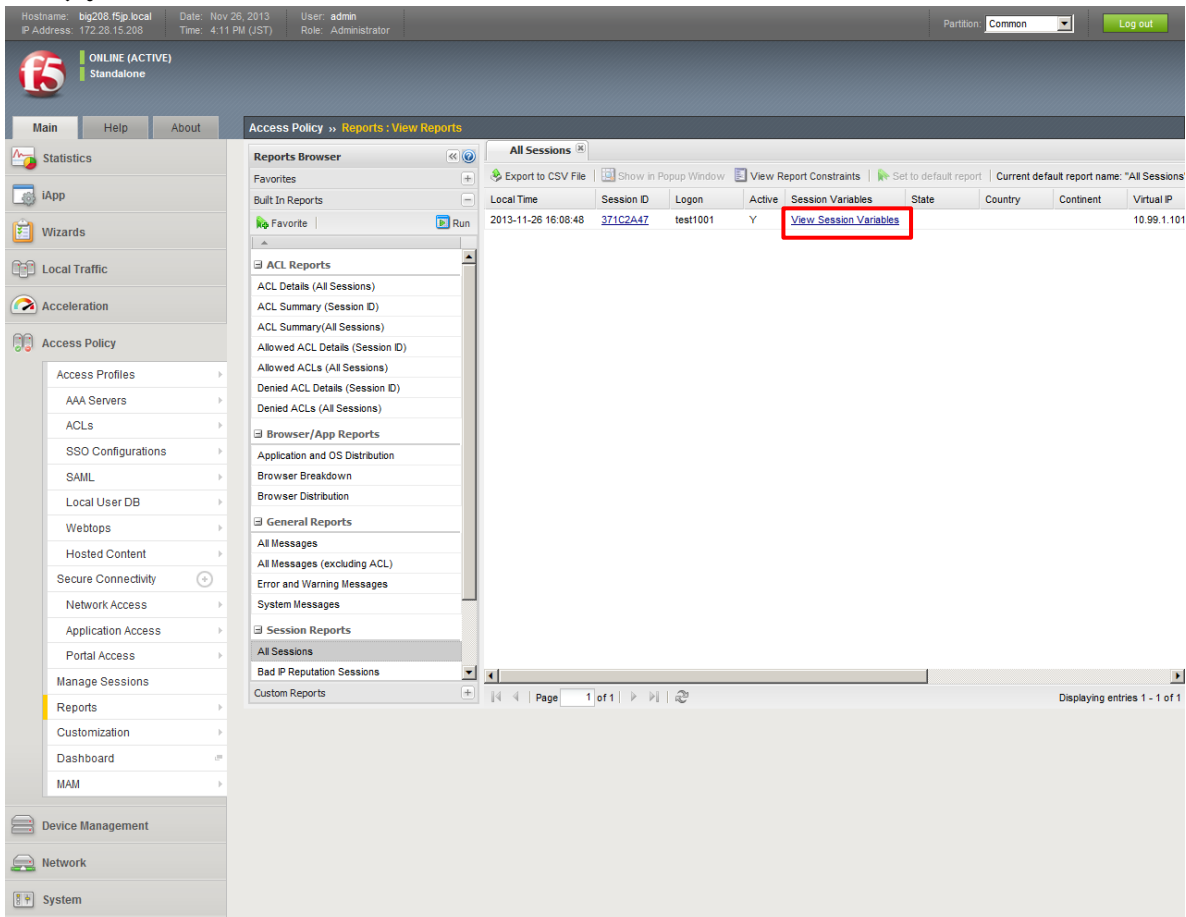 Hostname: big208.f5jp.local Date: Nov 26, 2013 User: admin Partition: Common Log out
IP Address: 172.28.15.208 Time: 4:11 PM (JST) Role: Administrator
f5
ONLINE (ACTIVE)
Standalone
Main Help About
Access Policy ›› Reports : View Reports
Statistics
iApp
Wizards
Local Traffic
Acceleration
Access Policy
Access Profiles
AAA Servers
ACLs
SSO Configurations
SAML
Local User DB
Webtops
Hosted Content
Secure Connectivity
Network Access
Application Access
Portal Access
Manage Sessions
Reports
Customization
Dashboard
MAM
Device Management
Network
System
Reports Browser
Favorites
Built In Reports
Favorite Run
ACL Reports
ACL Details (All Sessions)
ACL Summary (Session ID)
ACL Summary(All Sessions)
Allowed ACL Details (Session ID)
Allowed ACLs (All Sessions)
Denied ACL Details (Session ID)
Denied ACLs (All Sessions)
Browser/App Reports
Application and OS Distribution
Browser Breakdown
Browser Distribution
General Reports
All Messages
All Messages (excluding ACL)
Error and Warning Messages
System Messages
Session Reports
All Sessions
Bad IP Reputation Sessions
Custom Reports
All Sessions
Export to CSV File Show in Popup Window View Report Constraints Set to default report Current default report name: "All Sessions"
Local Time Session ID Logon Active Session Variables State Country Continent Virtual IP
2013-11-26 16:08:48 371C2A47 test1001 Y View Session Variables 10.99.1.101
Page 1 of 1 Displaying entries 1 - 1 of 1